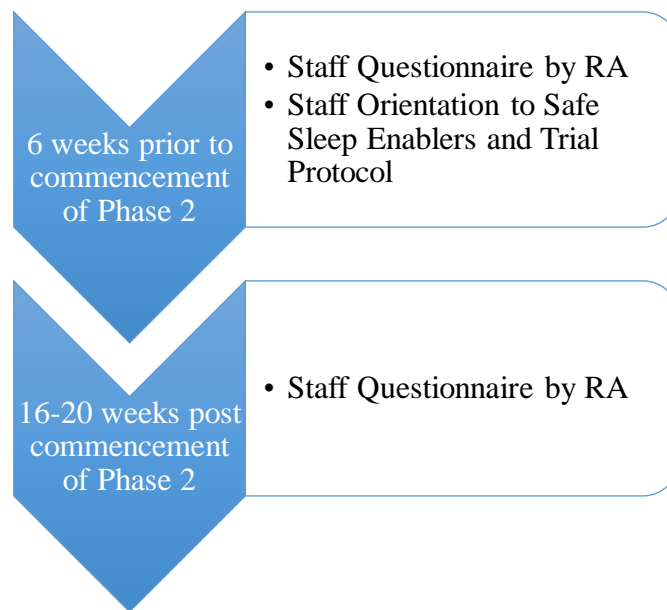 6 weeks prior to
commencement
of Phase 2
• Staff Questionnaire by RA
• Staff Orientation to Safe
Sleep Enablers and Trial
Protocol
16-20 weeks post
commencement
of Phase 2
• Staff Questionnaire by RA